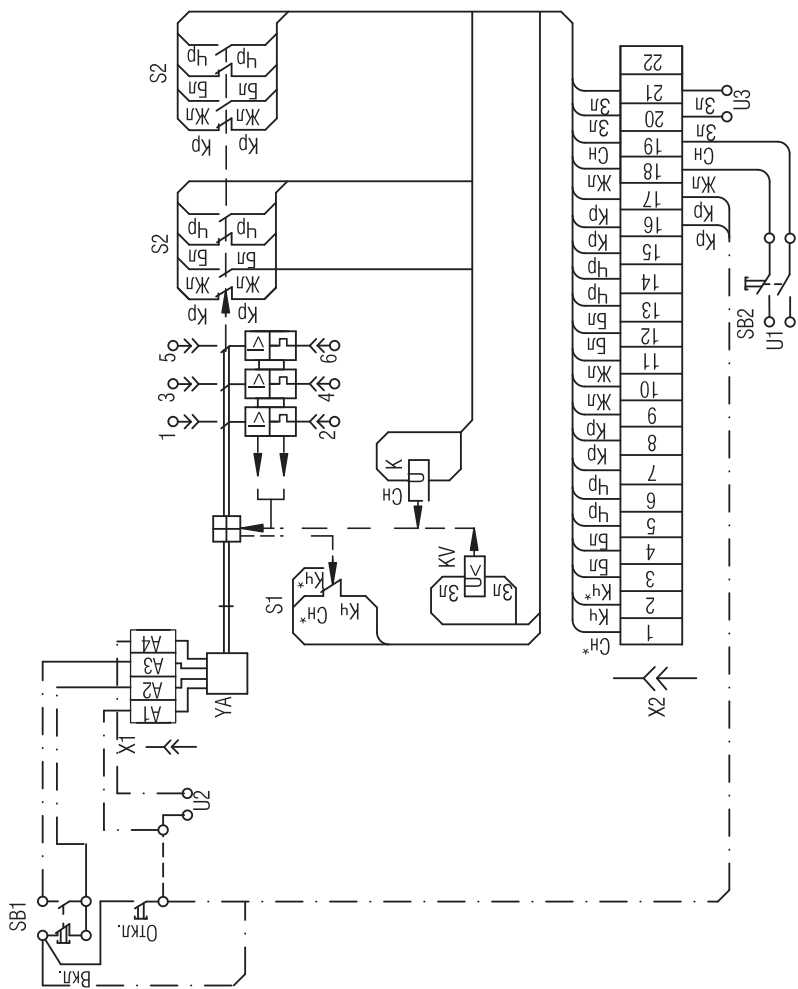 S2
Чр
Чр
Бл
Бл
Жл
Жл
Кр
Кр
S2
Чр
Чр
Бл
Бл
Жл
Жл
Кр
Кр
5
3
1
I>
I>
I>
6
4
2
К
U
Сн
KV
U>
Зл
Зл
S1
Кч*
Сн*
Кч
X1
A4
A3
A2
A1
YA
U2
SB1
Вкл.
Откл.
22
21
20
19
18
17
16
15
14
13
12
11
10
9
8
7
6
5
4
3
2
1
Зл
Зл
Сн
Жл
Кр
Кр
Чр
Чр
Бл
Бл
Жл
Жл
Кр
Кр
Чр
Чр
Бл
Бл
Кч*
Кч
Сн*
X2
Зл
Зл
U3
Сн
Жл
Кр
Кр
SB2
U1